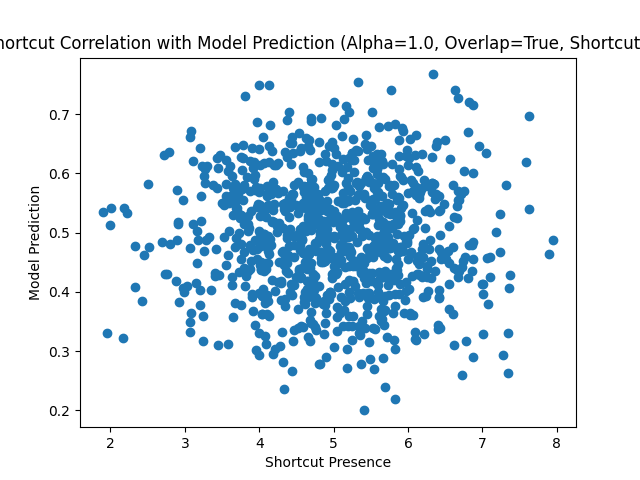 hortcut Correlation with Model Prediction (Alpha=1.0, Overlap=True, Shortcut
0.7
0.6
0.5
0.4
0.3
0.2
Model Prediction
2 3 4 5 6 7 8
Shortcut Presence